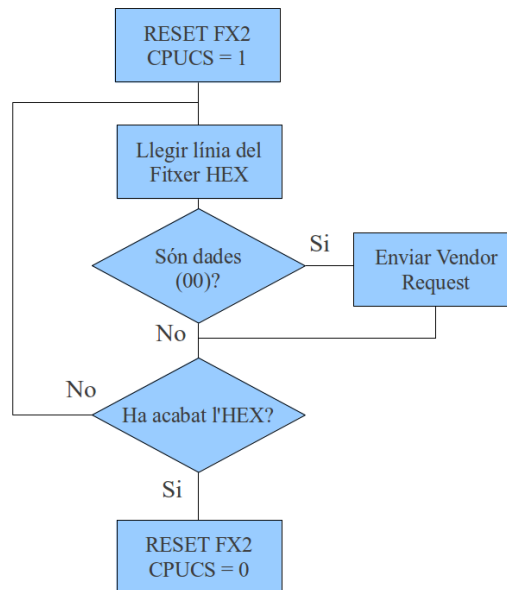 RESET FX2
CPUCS = 1
Llegir línia del
Fitxer HEX
Són dades
(00)?
Si
Enviar Vendor
Request
No
No
Ha acabat l'HEX?
Si
RESET FX2
CPUCS = 0